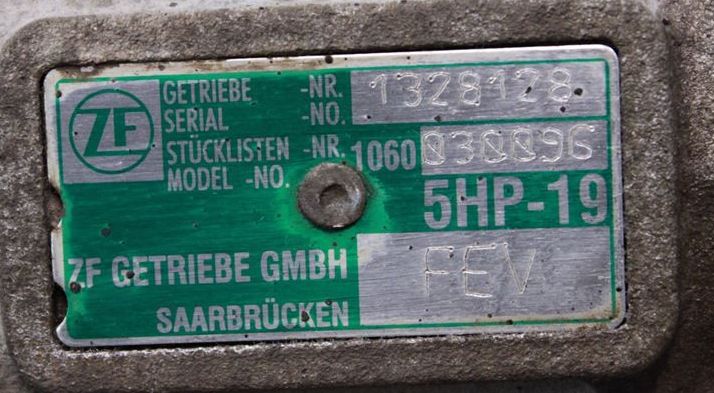 ZF
GETRIEBE -NR. 1328128
SERIAL -NO.
STÜCKLISTEN -NR. 1060 030096
MODEL -NO.
5HP-19
ZF GETRIEBE GMBH FEV
SAARBRÜCKEN